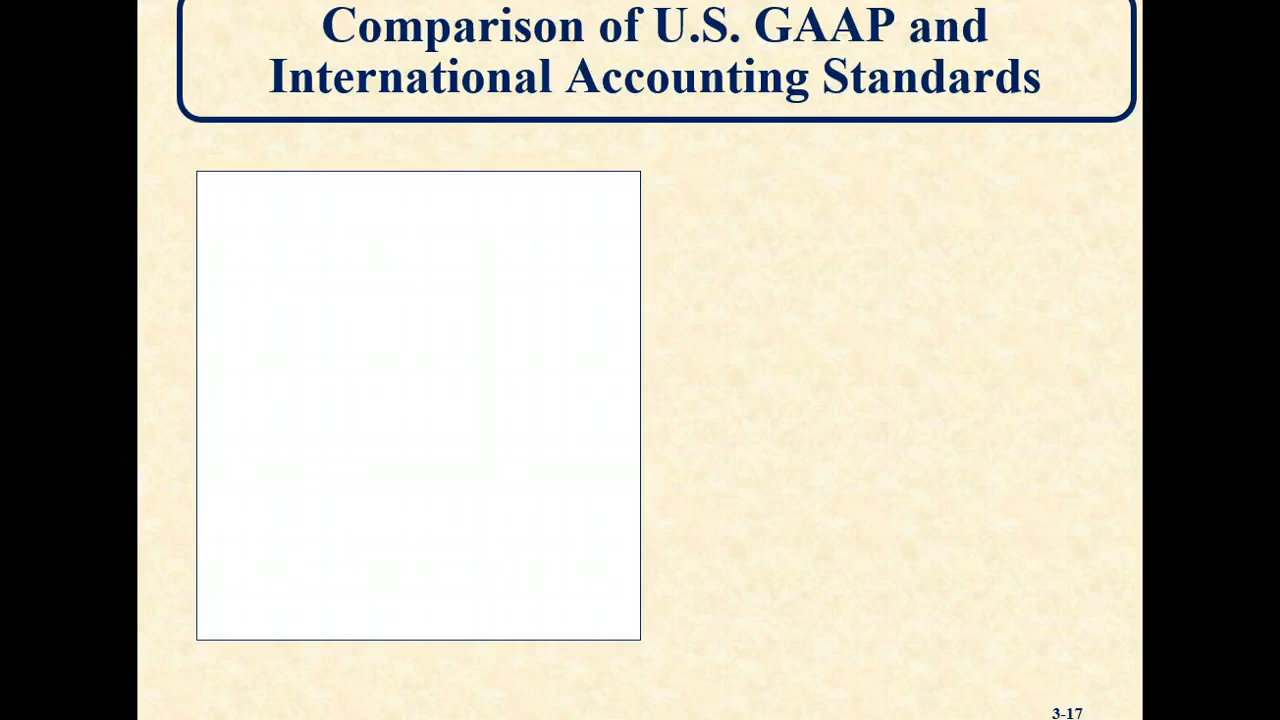 Comparison of U.S. GAAP and
International Accounting Standards
3-17